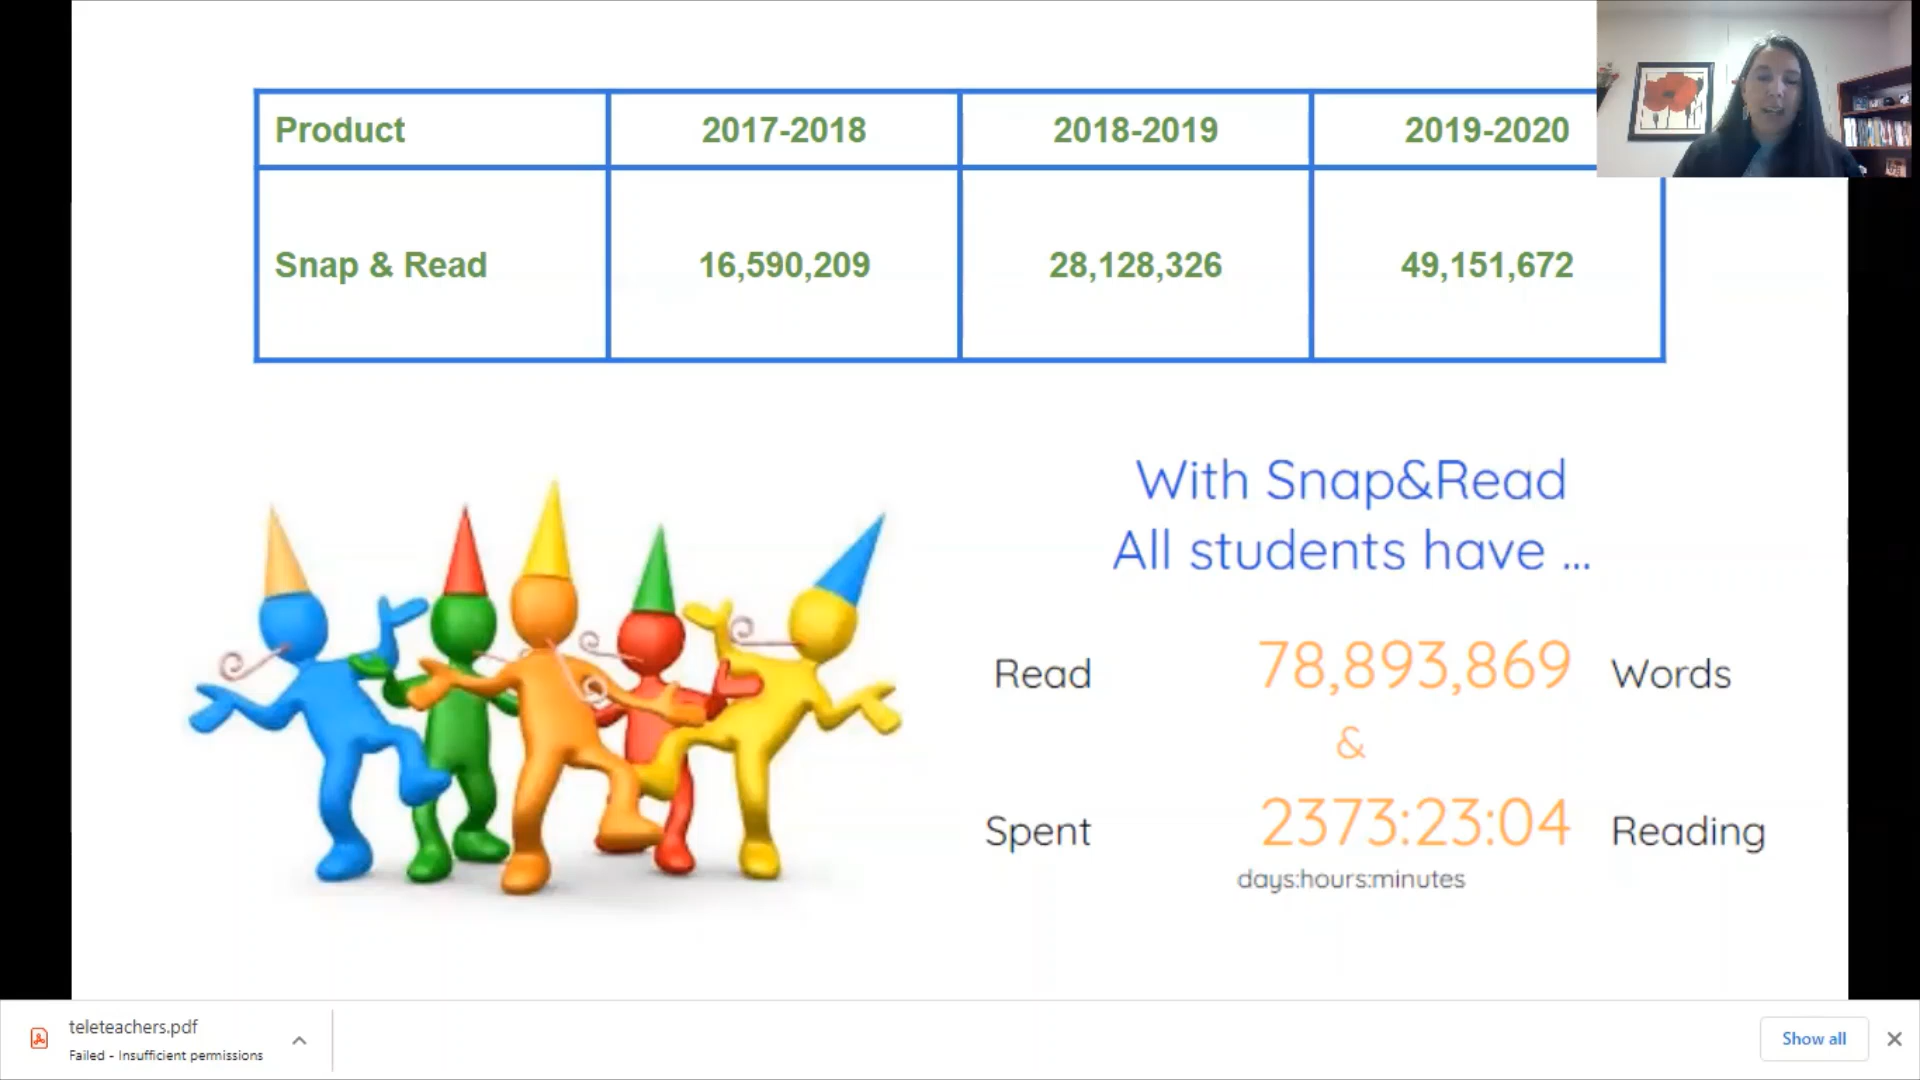 Product 2017-2018 2018-2019 2019-2020
Snap & Read 16,590,209 28,128,326 49,151,672
With Snap&Read
All students have ...
Read 78,893,869 Words
&
Spent 2373:23:04 Reading
days:hours:minutes
teleteachers.pdf
Failed - Insufficient permissions
Show all